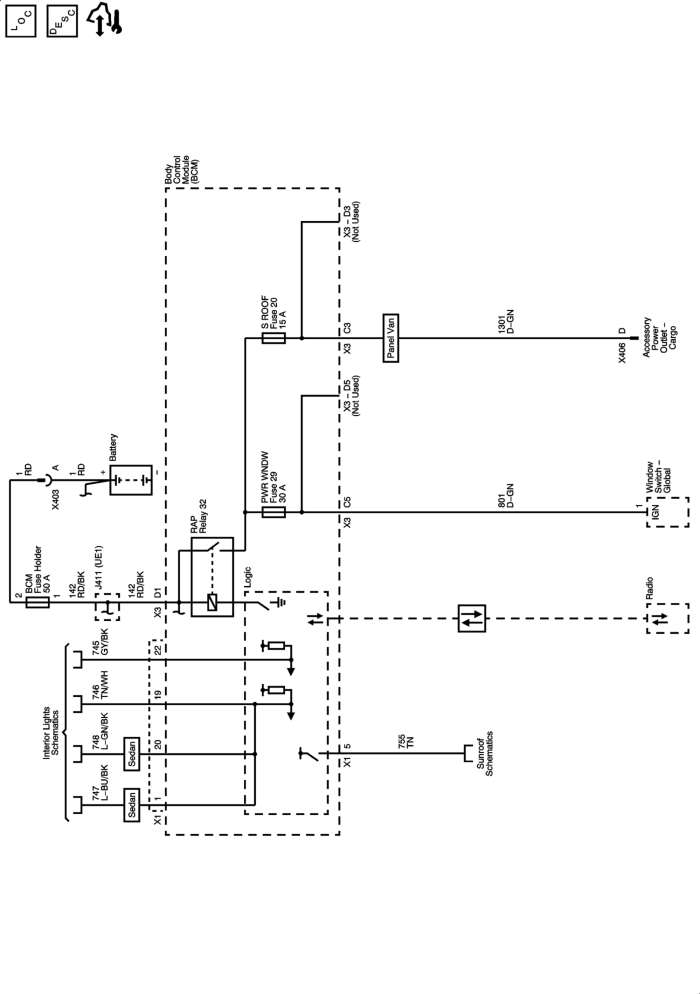 LOC
DESC
Body
Control
Module
(BCM)
X3 – D3
(Not Used)
S ROOF
Fuse 20
15 A
C3
X3
Panel Van
1301
D–GN
D
X406
Accessory
Power
Outlet –
Cargo
X3 – D5
(Not Used)
PWR WNDW
Fuse 29
30 A
C5
X3
801
D–GN
1
IGN
Window
Switch –
Global
1
RD
A
X403
1
RD
+
–
Battery
2
BCM
Fuse Holder
50 A
1
142
RD/BK
J411 (UE1)
142
RD/BK
D1
X3
RAP
Relay 32
Logic
Radio
Interior Lights
Schematics
745
GY/BK
22
746
TN/WH
19
748
L–GN/BK
Sedan
20
747
L–BU/BK
Sedan
1
X1
5
X1
755
TN
Sunroof
Schematics